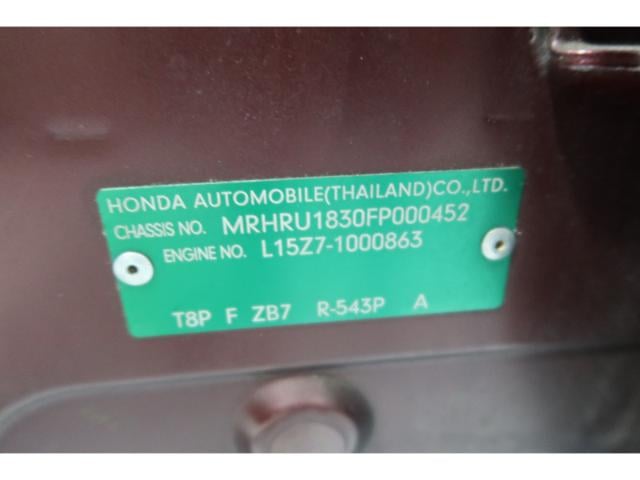 HONDA AUTOMOBILE(THAILAND)CO.,LTD.
CHASSIS NO. MRHRU1830FP000452
ENGINE NO. L15Z7-1000863
T8P F ZB7 R-543P A